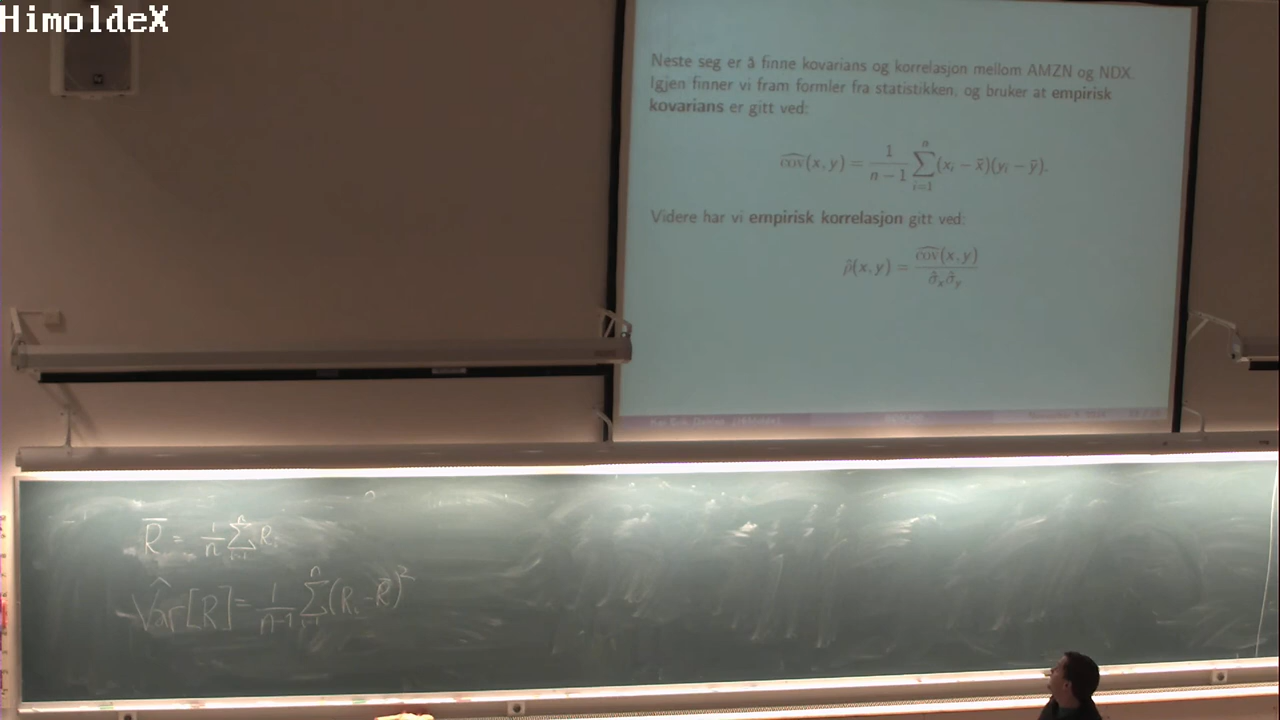 HimoldeX
Neste seg er å finne kovarians og korrelasjon mellom AMZN og NDX.
Igjen finner vi fram formler fra statistikken, og bruker at empirisk
kovarians er gitt ved:
\widehat{cov}(x, y) = \frac{1}{n-1} \sum_{i=1}^{n} (x_i - \bar{x})(y_i - \bar{y}).
Videre har vi empirisk korrelasjon gitt ved:
\hat{\rho}(x, y) = \frac{\widehat{cov}(x, y)}{\hat{\sigma}_x \hat{\sigma}_y}
\bar{R} = \frac{1}{n} \sum_{i=1}^{n} R_i
\widehat{Var}[R] = \frac{1}{n-1} \sum_{i=1}^{n} (R_i - \bar{R})^2